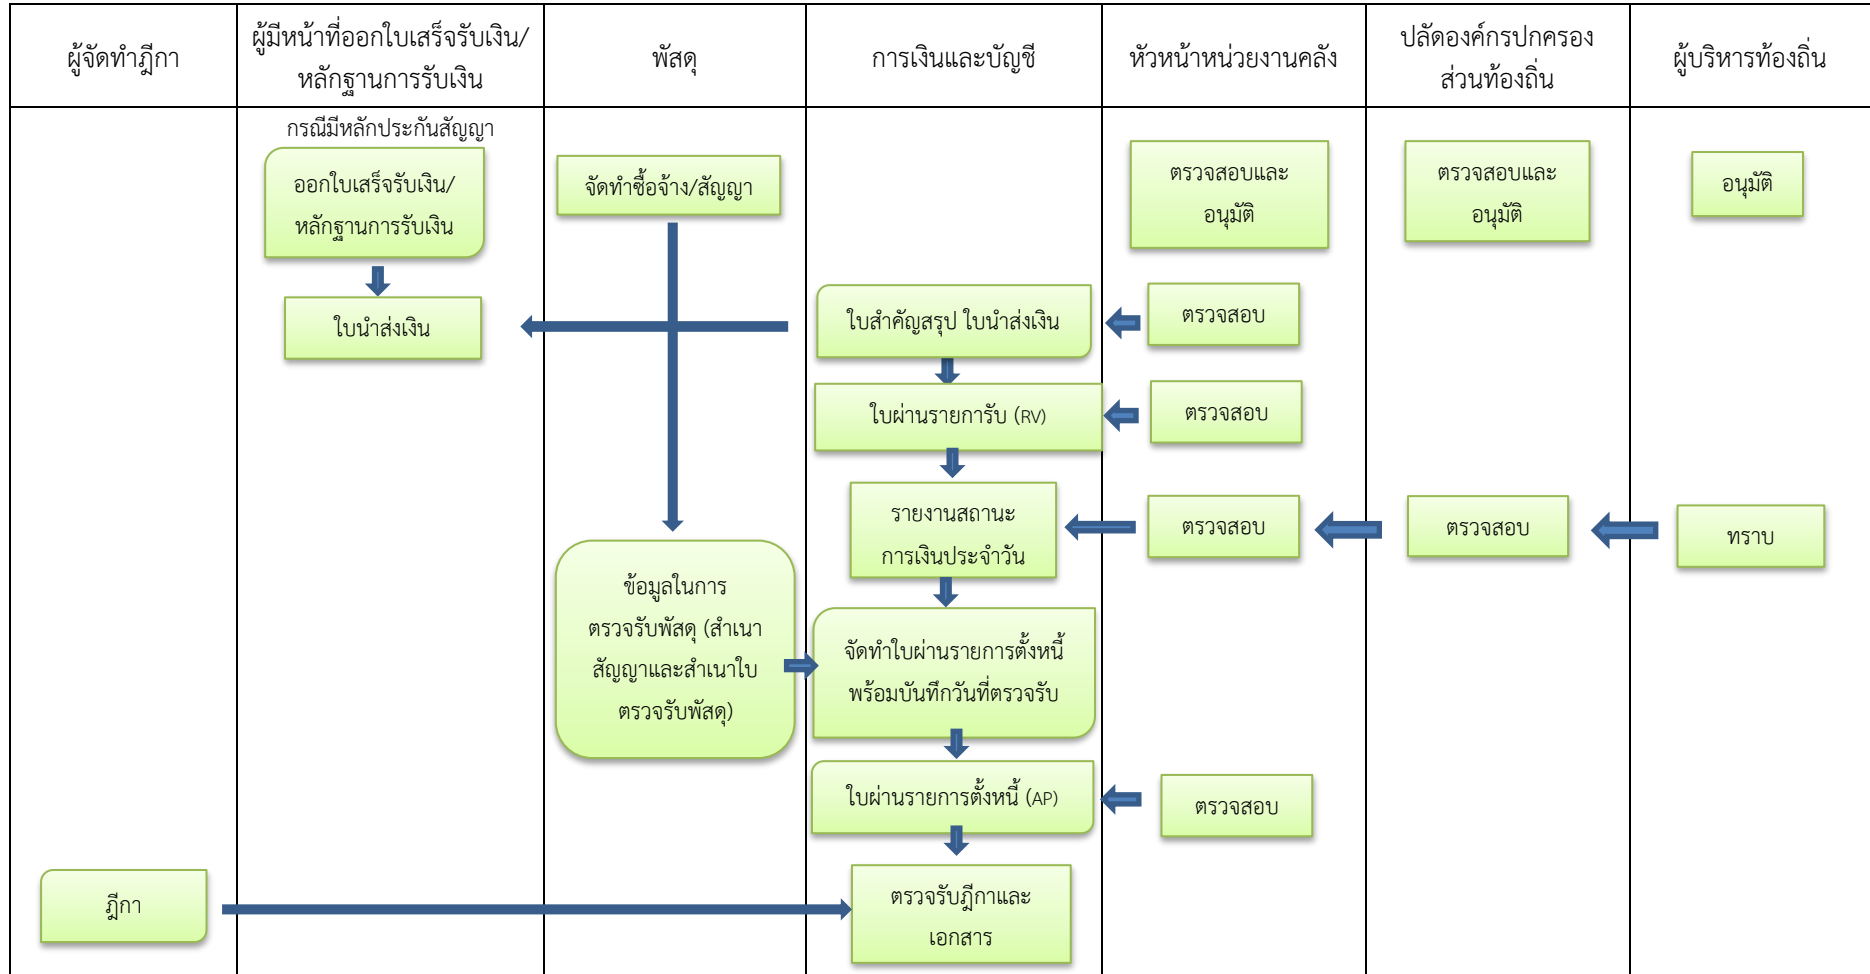 ผู้จัดทำฎีกา
ผู้มีหน้าที่ออกใบเสร็จรับเงิน/
หลักฐานการรับเงิน
พัสดุ
การเงินและบัญชี
หัวหน้าหน่วยงานคลัง
ปลัดองค์กรปกครอง
ส่วนท้องถิ่น
ผู้บริหารท้องถิ่น
กรณีมีหลักประกันสัญญา
ออกใบเสร็จรับเงิน/
หลักฐานการรับเงิน
จัดทำซื้อจ้าง/สัญญา
ตรวจสอบและ
อนุมัติ
ตรวจสอบและ
อนุมัติ
อนุมัติ
ใบนำส่งเงิน
ใบสำคัญสรุป ใบนำส่งเงิน
ตรวจสอบ
ใบผ่านรายการับ (RV)
ตรวจสอบ
รายงานสถานะ
การเงินประจำวัน
ตรวจสอบ
ตรวจสอบ
ทราบ
ข้อมูลในการ
ตรวจรับพัสดุ (สำเนา
สัญญาและสำเนาใบ
ตรวจรับพัสดุ)
จัดทำใบผ่านรายการตั้งหนี้
พร้อมบันทึกวันที่ตรวจรับ
ใบผ่านรายการตั้งหนี้ (AP)
ตรวจสอบ
ฎีกา
ตรวจรับฎีกาและ
เอกสาร